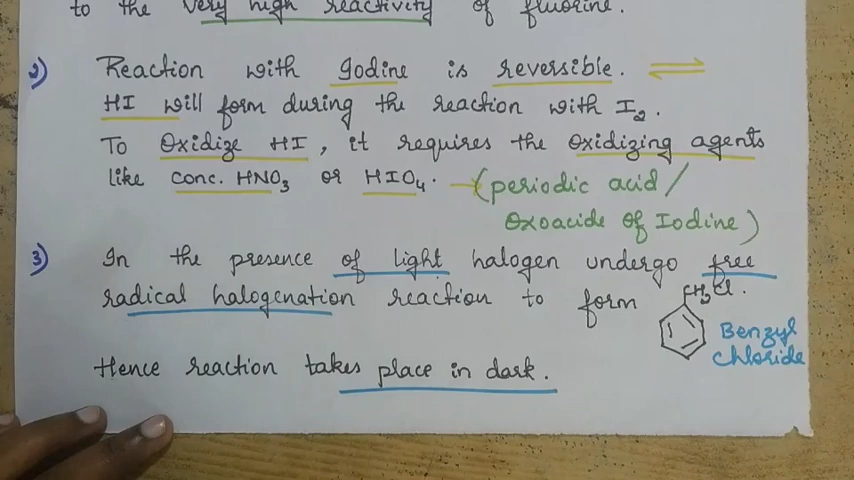 to the very high reactivity of fluorine.
2) Reaction with Iodine is reversible. ⇌
HI will form during the reaction with I₂.
To Oxidize HI, it requires the oxidizing agents
like conc. HNO₃ or HIO₄. → (periodic acid/
Oxoacide of Iodine)
3) In the presence of light halogen undergo free
radical halogenation reaction to form
CH₂Cl.
Benzyl
chloride
Hence reaction takes place in dark.